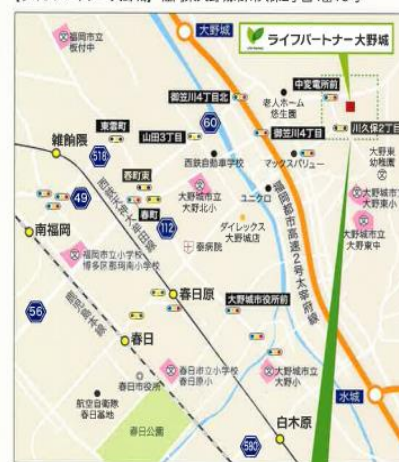 福岡市立
板付中
大野城
ライフパートナー大野城
中変電所前
御笠川4丁目北
老人ホーム
悠生園
東雲町
山田3丁目
60
御笠川4丁目
川久保2丁目
雑餉隈
518
西鉄自動車学校
マックスバリュー
大野東
幼稚園
春町東
49
大野城市立
大野北小
ユニクロ
大野城市立
大野東小
春町
西鉄天神大牟田線
南福岡
112
ダイレックス
大野城店
大野城市立
大野東中
福岡市立小学校
博多区那珂南小学校
秦病院
福岡都市高速2号太宰府線
鹿児島本線
春日原
大野城市役所前
56
春日
春日市立小学校
春日原小
大野城市立
大野小
春日市役所
航空自衛隊
春日基地
水城
春日公園
白木原
580